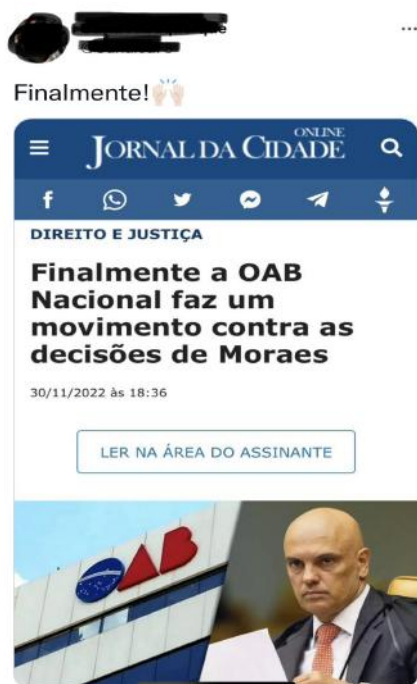 Finalmente!🙌🏻
JORNAL DA CIDADE
ONLINE
DIREITO E JUSTIÇA
Finalmente a OAB
Nacional faz um
movimento contra as
decisões de Moraes
30/11/2022 às 18:36
LER NA ÁREA DO ASSINANTE
OAB